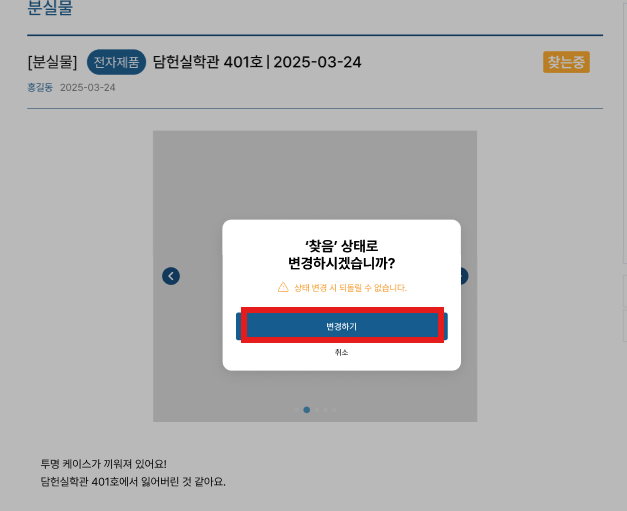 분실물
[분실물] 전자제품 담헌실학관 401호 | 2025-03-24 찾는중
홍길동 2025-03-24
‘찾음’ 상태로
변경하시겠습니까?
상태 변경 시 되돌릴 수 없습니다.
변경하기
취소
투명 케이스가 끼워져 있어요!
담헌실학관 401호에서 잃어버린 것 같아요.